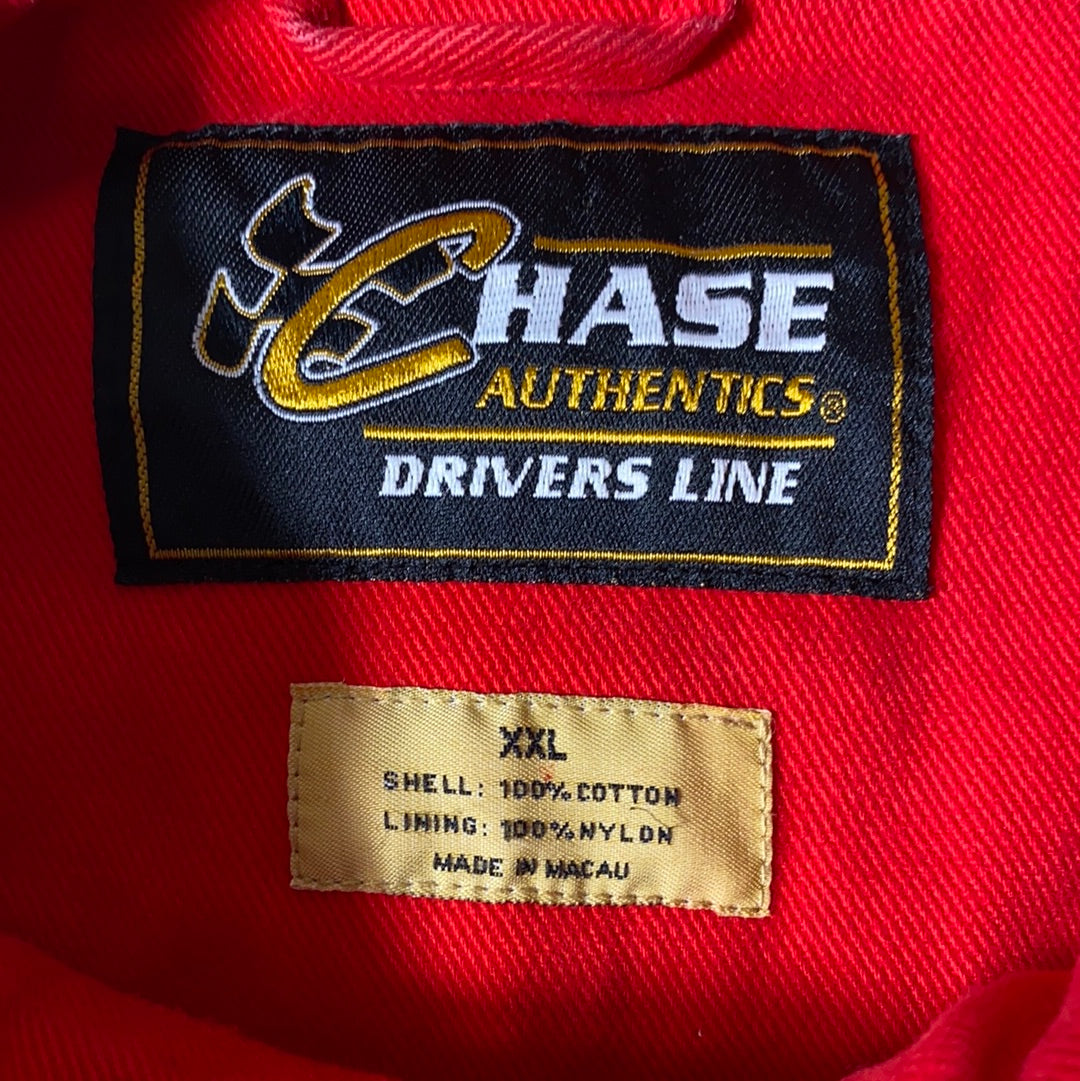 CHASE
AUTHENTICS®
DRIVERS LINE
XXL
SHELL: 100% COTTON
LINING: 100% NYLON
MADE IN MACAU